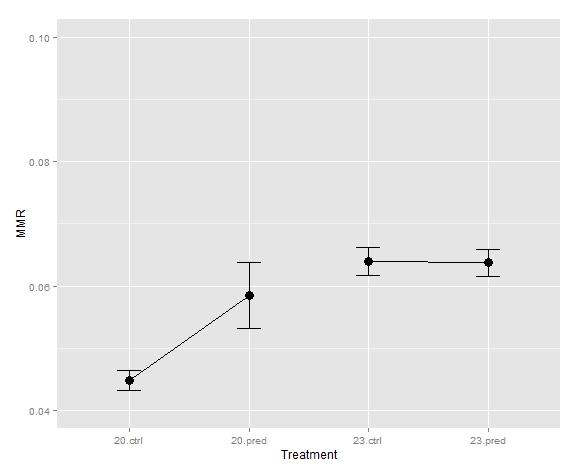 0.10
0.08
0.06
0.04
MMR
20.ctrl
20.pred
23.ctrl
23.pred
Treatment